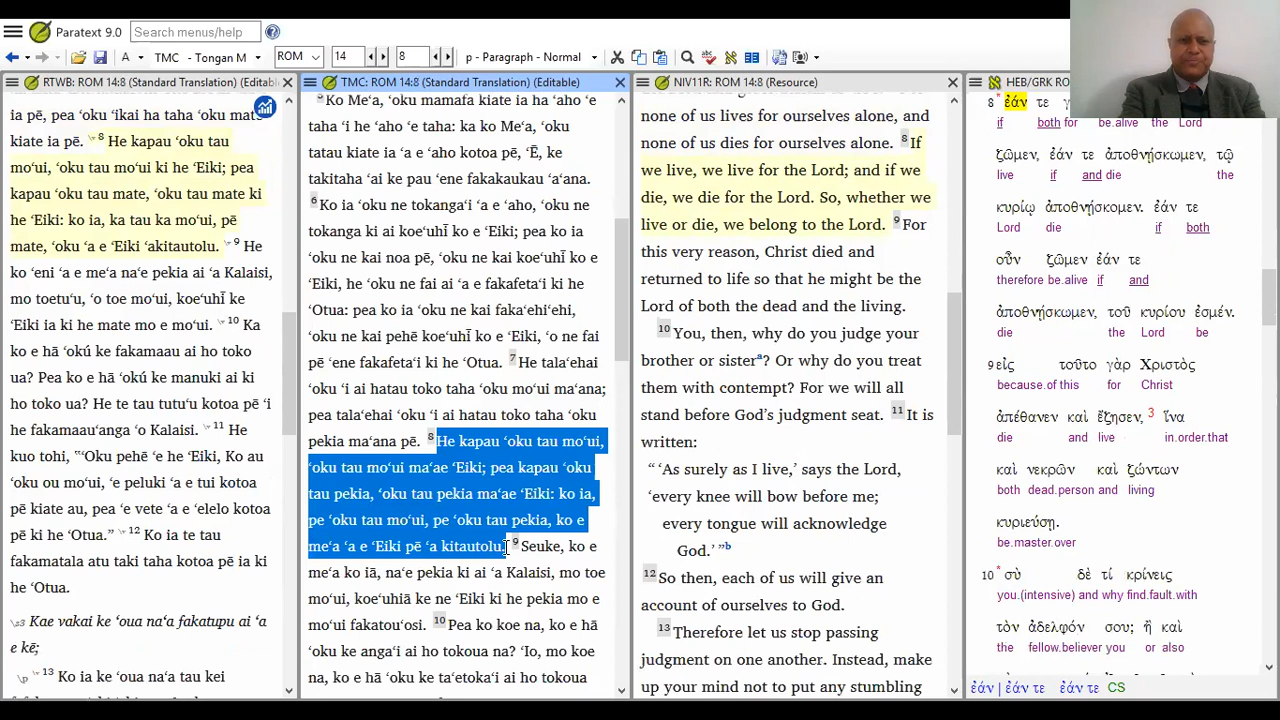 Paratext 9.0
Search menus/help
TMC - Tongan M
ROM
14
8
p - Paragraph - Normal
RTWB: ROM 14:8 (Standard Translation) (Editabl
ia pē, pea ʻoku ʻikai ha taha ʻoku mate
kiate ia pē. 8 He kapau ʻoku tau
moʻui, ʻoku tau moʻui ki he ʻEiki; pea
kapau ʻoku tau mate, ʻoku tau mate ki
he ʻEiki: ko ia, ka tau ka moʻui, pē
mate, ʻoku ʻa e ʻEiki ʻakitautolu. 9 He
ko ʻeni ʻa e meʻa naʻe pekia ai ʻa Kalaisi,
mo toetuʻu, ʻo toe moʻui, koeʻuhī ke
ʻEiki ia ki he mate mo e moʻui. 10 Ka
ko e hā ʻokú ke fakamaau ai ho toko
ua? Pea ko e hā ʻokú ke manuki ai ki
ho toko ua? He te tau tutuʻu kotoa pē ʻi
he fakamaauʻanga ʻo Kalaisi. 11 He
kuo tohi, “ʻOku pehē ʻe he ʻEiki, Ko au
ʻoku ou moʻui, e peluki ʻa e tui kotoa
pē kiate au, pea ʻe vete ʻa e ʻelelo kotoa
pē ki he ʻOtua.” 12 Ko ia te tau
fakamatala autu, taki taha kotoa pē ia ki
he ʻOtua.
\s3 Kae vakai ke ʻoua naʻa fakatupu ai ʻa
e kē;
\p 13 Ko ia ke ʻoua naʻa tau kei
TMC: ROM 14:8 (Standard Translation) (Editable)
5 Ko Meʻa, ʻoku mamafa kiate ia ha ʻaho ʻe
taha ʻi he ʻaho ʻe taha: ka ko Meʻa, ʻoku
tatau kiate ia ʻa e ʻaho kotoa pē, ʻĒ, ke
takitaha ʻai ke pau ʻene fakakaukau aʻana.
6 Ko ia ʻoku ne tokangaʻi ʻa e ʻaho, ʻoku ne
tokanga ki ai koeʻuhī ko e ʻEiki; pea ko ia
ʻoku ne kai noa pē, ʻoku ne kai koeʻuhī ko e
ʻEiki, he ʻoku ne fai ai ʻa e fakafetaʻi ki he
ʻOtua: pea ko ia ʻoku ne fakaʻehiʻehi,
ʻoku ne kai pehē koeʻuhī ko e ʻEiki, ʻo ne fai
pē ʻene fakafetaʻi ki he ʻOtua. 7 He talaʻehai
ʻoku ʻi ai hatau toko taha ʻoku moʻui maana;
pea talaʻehai ʻoku ʻi ai hatau toko taha ʻoku
pekia maʻana pē. 8 He kapau ʻoku tau moʻui,
ʻoku tau moʻui maʻae ʻEiki; pea kapau ʻoku
tau pekia, ʻoku tau pekia maʻae ʻEiki: ko ia,
pe ʻoku tau moʻui, pe ʻoku tau pekia, ko e
meʻa ʻa e ʻEiki pē ʻa kitautolu. 9 Seuke, ko e
meʻa ko iā, naʻe pekia ki ai ʻa Kalaisi, mo toe
moʻui, koeʻuhiā ke ne ʻEiki ki he pekia mo e
moʻui fakatouʻosi. 10 Pea ko koe na, ko e hā
ʻoku ke angaʻi ai ho tokoua na? ʻIo, mo koe
na, ko e hā ʻoku ke taʻetokaʻi ai ho tokoua
NIV11R: ROM 14:8 (Resource)
none of us lives for ourselves alone, and
none of us dies for ourselves alone. 8 If
we live, we live for the Lord; and if we
die, we die for the Lord. So, whether we
live or die, we belong to the Lord. 9 For
this very reason, Christ died and
returned to life so that he might be the
Lord of both the dead and the living.
10 You, then, why do you judge your
brother or sistera? Or why do you treat
them with contempt? For we will all
stand before God’s judgment seat. 11 It is
written:
“ ‘As surely as I live,’ says the Lord,
‘every knee will bow before me;
every tongue will acknowledge
God.’ ”b
12 So then, each of us will give an
account of ourselves to God.
13 Therefore let us stop passing
judgment on one another. Instead, make
up your mind not to put any stumbling
HEB/GRK RO
8 * ἐάν τε
if both for be.alive the Lord
ζῶμεν, ἐάν τε ἀποθνῄσκωμεν, τῷ
live if and die the
κυρίῳ ἀποθνῄσκομεν. ἐάν τε
Lord die if both
οὖν ζῶμεν ἐάν τε
therefore be.alive if and
ἀποθνῄσκωμεν, τοῦ κυρίου ἐσμέν.
die the Lord be
9 εἰς τοῦτο γὰρ Χριστὸς
because.of this for Christ
ἀπέθανεν καὶ ἔζησεν, 3 ἵνα
die and live in.order.that
καὶ νεκρῶν καὶ ζώντων
both dead.person and living
κυριεύσῃ.
be.master.over
10 * σὺ δὲ τί κρίνεις
you.(intensive) and why find.fault.with
τὸν ἀδελφόν σου; ἢ καὶ
the fellow.believer you or also
ἐάν | ἐάν τε ἐάν τε CS